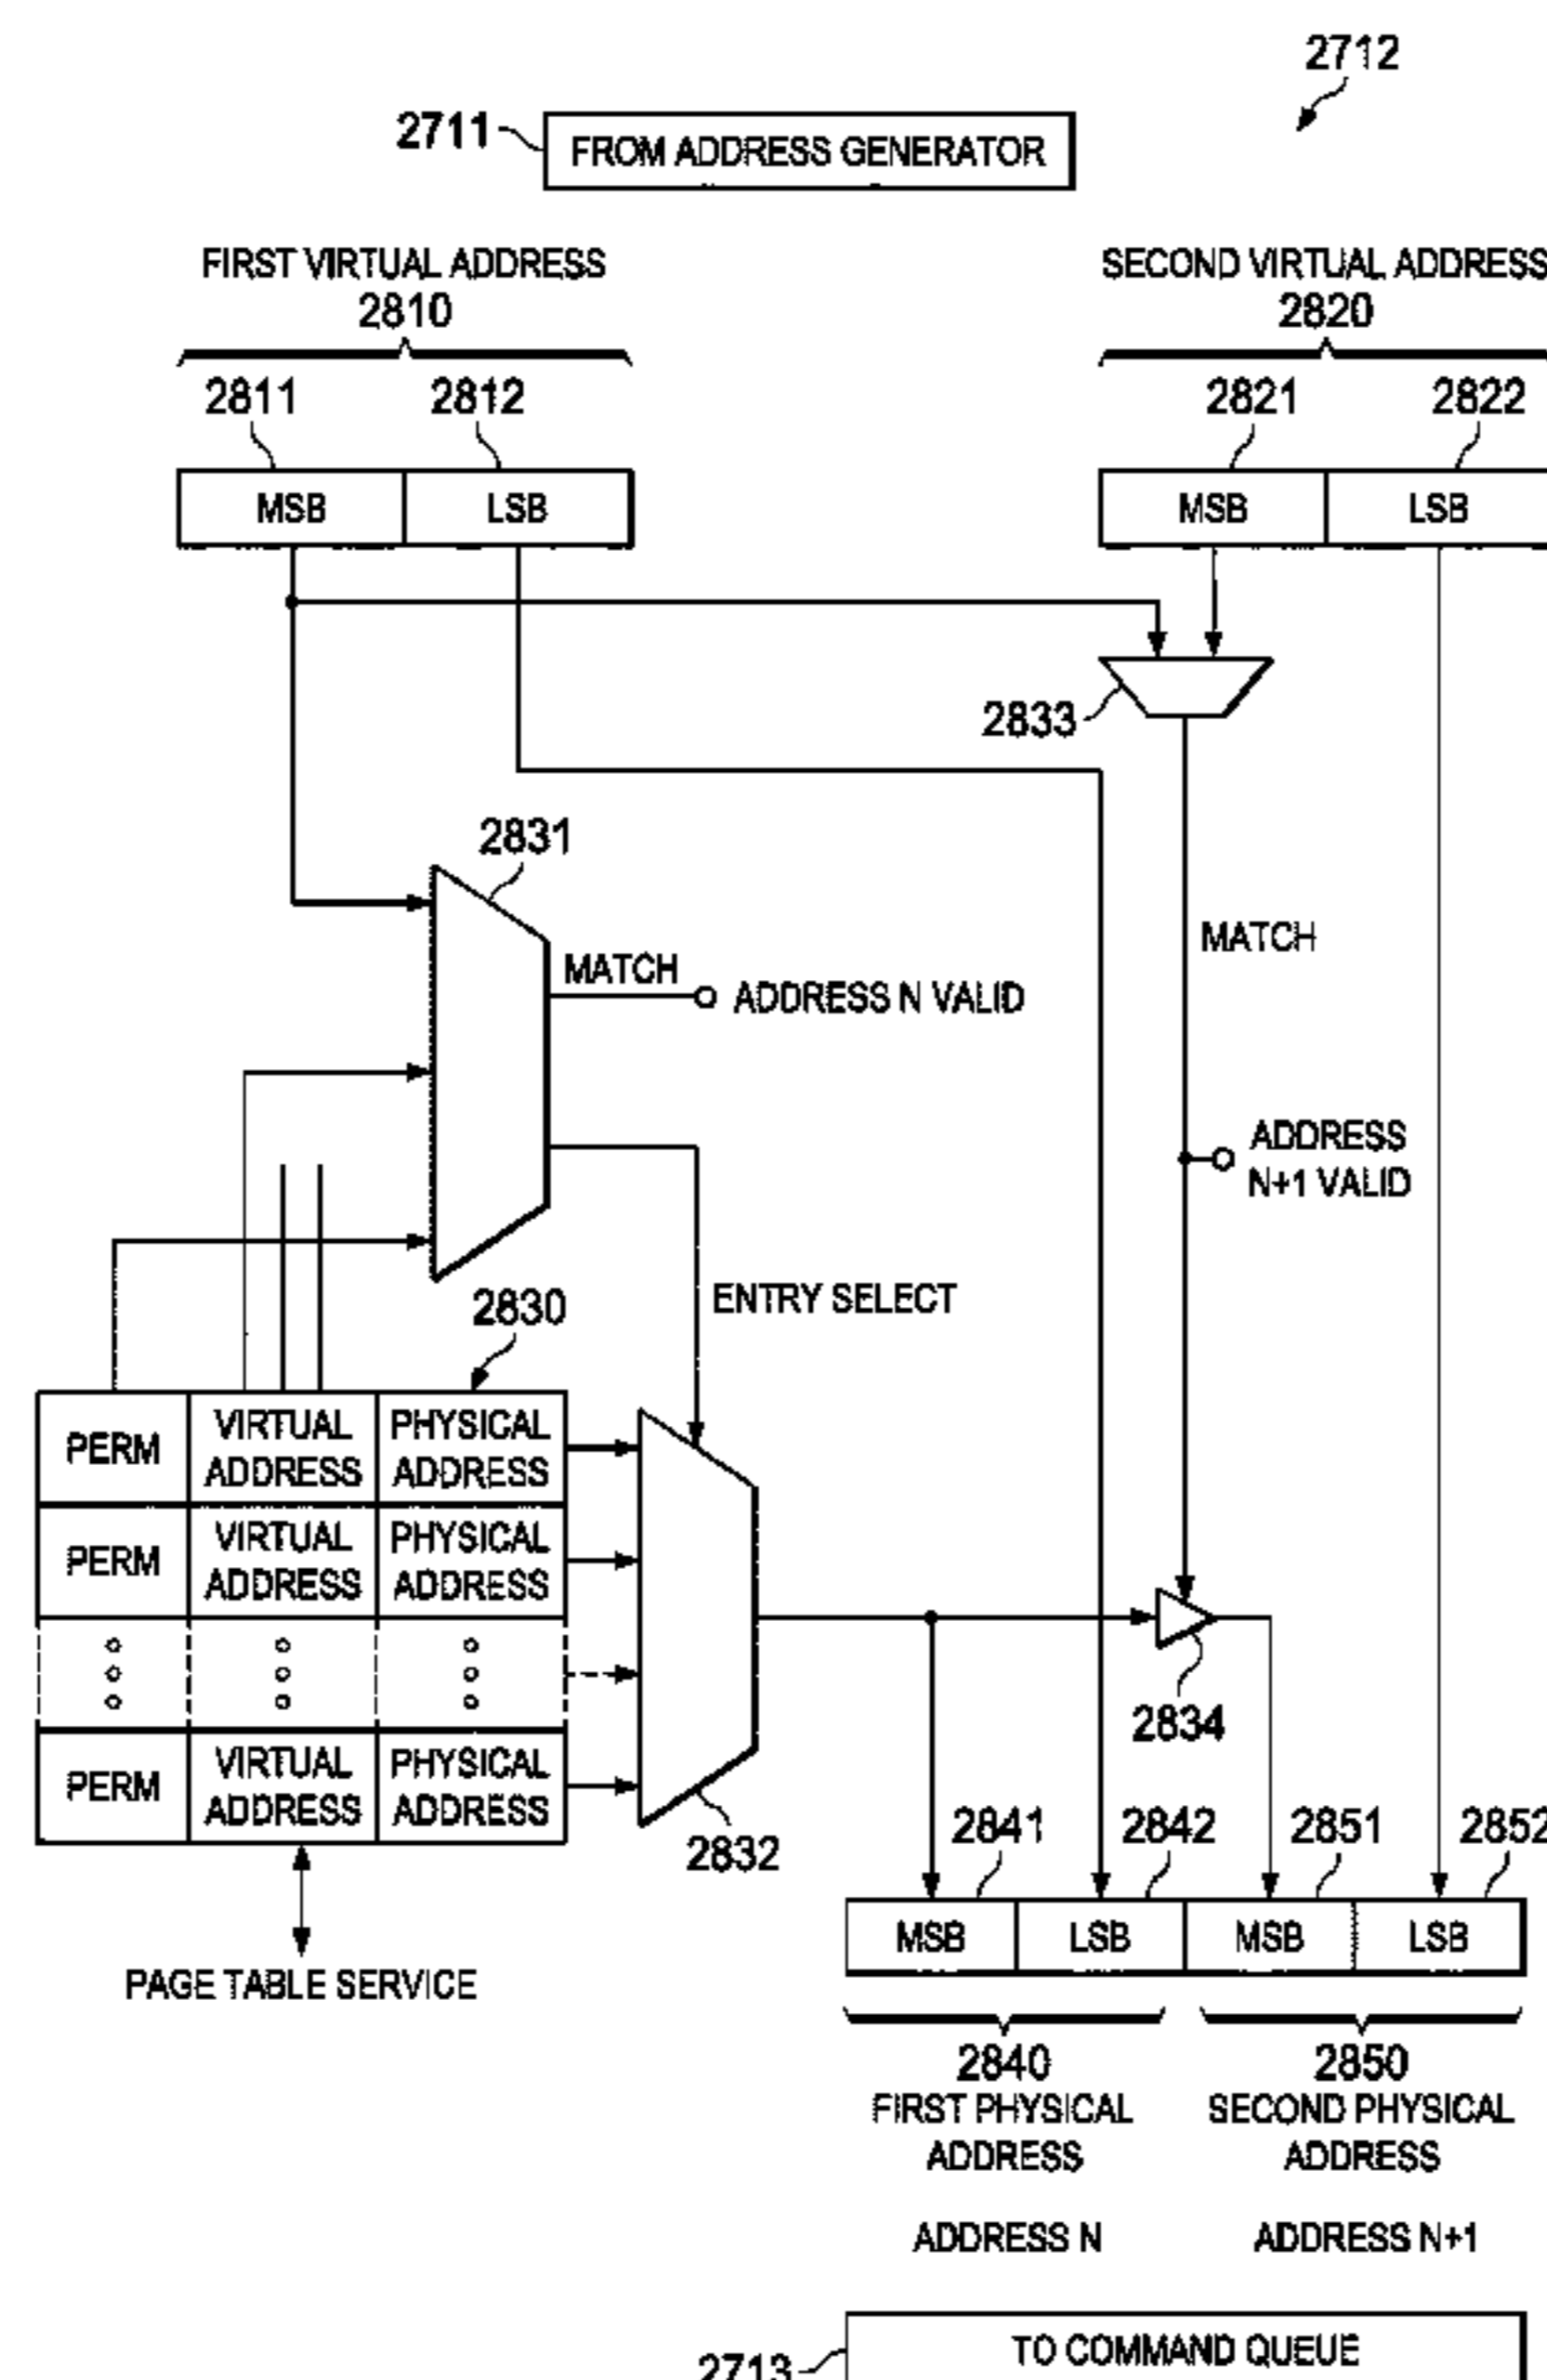 2712
2711
FROM ADDRESS GENERATOR
FIRST VIRTUAL ADDRESS
2810
SECOND VIRTUAL ADDRESS
2820
2811
2812
2821
2822
MSB
LSB
MSB
LSB
2833
2831
MATCH
ADDRESS N VALID
MATCH
ADDRESS
N+1 VALID
ENTRY SELECT
2830
PERM
VIRTUAL
ADDRESS
PHYSICAL
ADDRESS
PERM
VIRTUAL
ADDRESS
PHYSICAL
ADDRESS
PERM
VIRTUAL
ADDRESS
PHYSICAL
ADDRESS
2832
2834
PAGE TABLE SERVICE
2841
2842
2851
2852
MSB
LSB
MSB
LSB
2840
FIRST PHYSICAL
ADDRESS
2850
SECOND PHYSICAL
ADDRESS
ADDRESS N
ADDRESS N+1
2713
TO COMMAND QUEUE